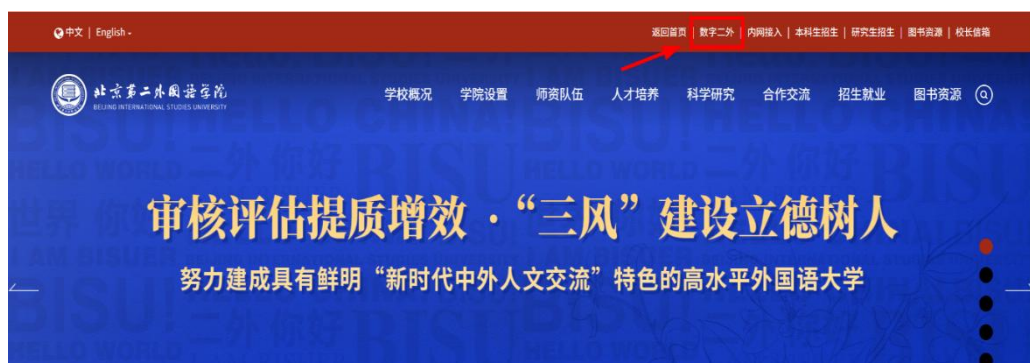 中文 | English
返回首页 | 数字二外 | 内网接入 | 本科生招生 | 研究生招生 | 图书资源 | 校长信箱
北京第二外国语学院
BEIJING INTERNATIONAL STUDIES UNIVERSITY
学校概况 学院设置 师资队伍 人才培养 科学研究 合作交流 招生就业 图书资源
审核评估提质增效 · “三风”建设立德树人
努力建成具有鲜明“新时代中外人文交流”特色的高水平外国语大学